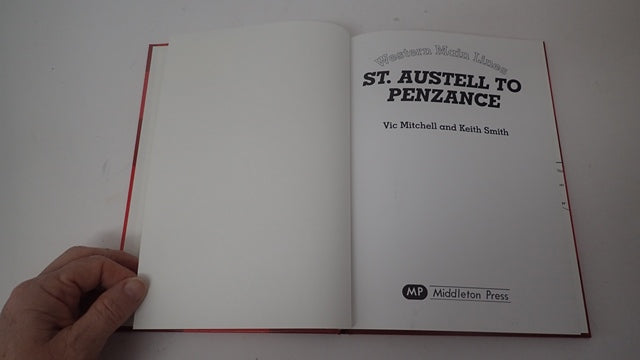 Western Main Lines
ST. AUSTELL TO
PENZANCE
Vic Mitchell and Keith Smith
MP Middleton Press